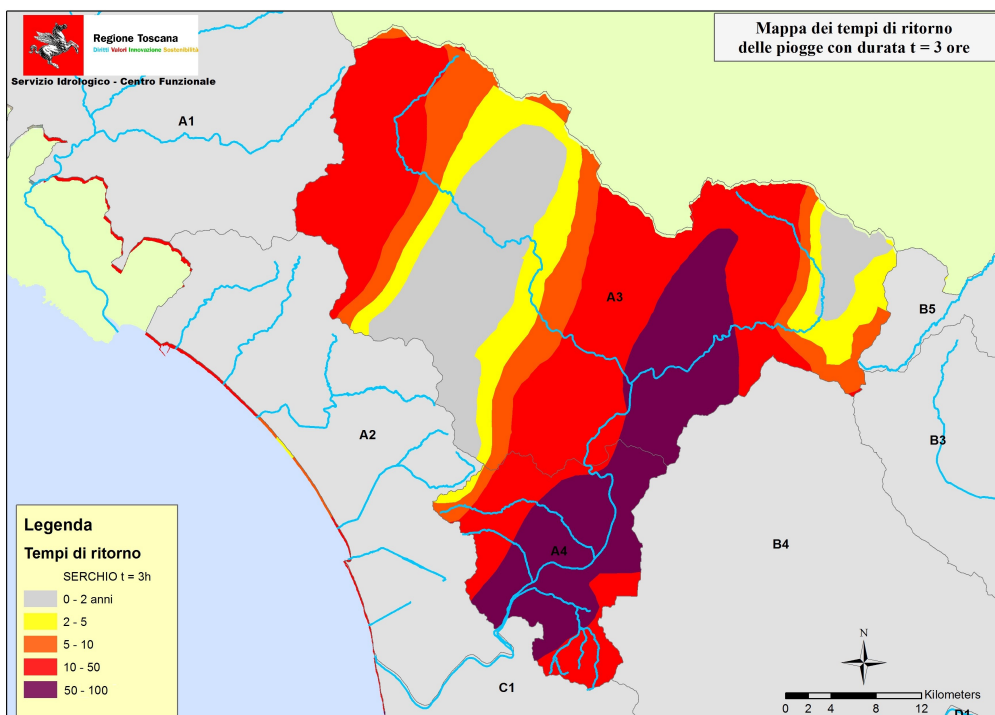 Regione Toscana
Diritti Valori Innovazione Sostenibilità
Servizio Idrologico - Centro Funzionale
Mappa dei tempi di ritorno
delle piogge con durata t = 3 ore
A1
A3
B5
A2
B3
A4
B4
C1
D1
Legenda
Tempi di ritorno
SERCHIO t = 3h
0 - 2 anni
2 - 5
5 - 10
10 - 50
50 - 100
N
Kilometers
0 2 4 8 12